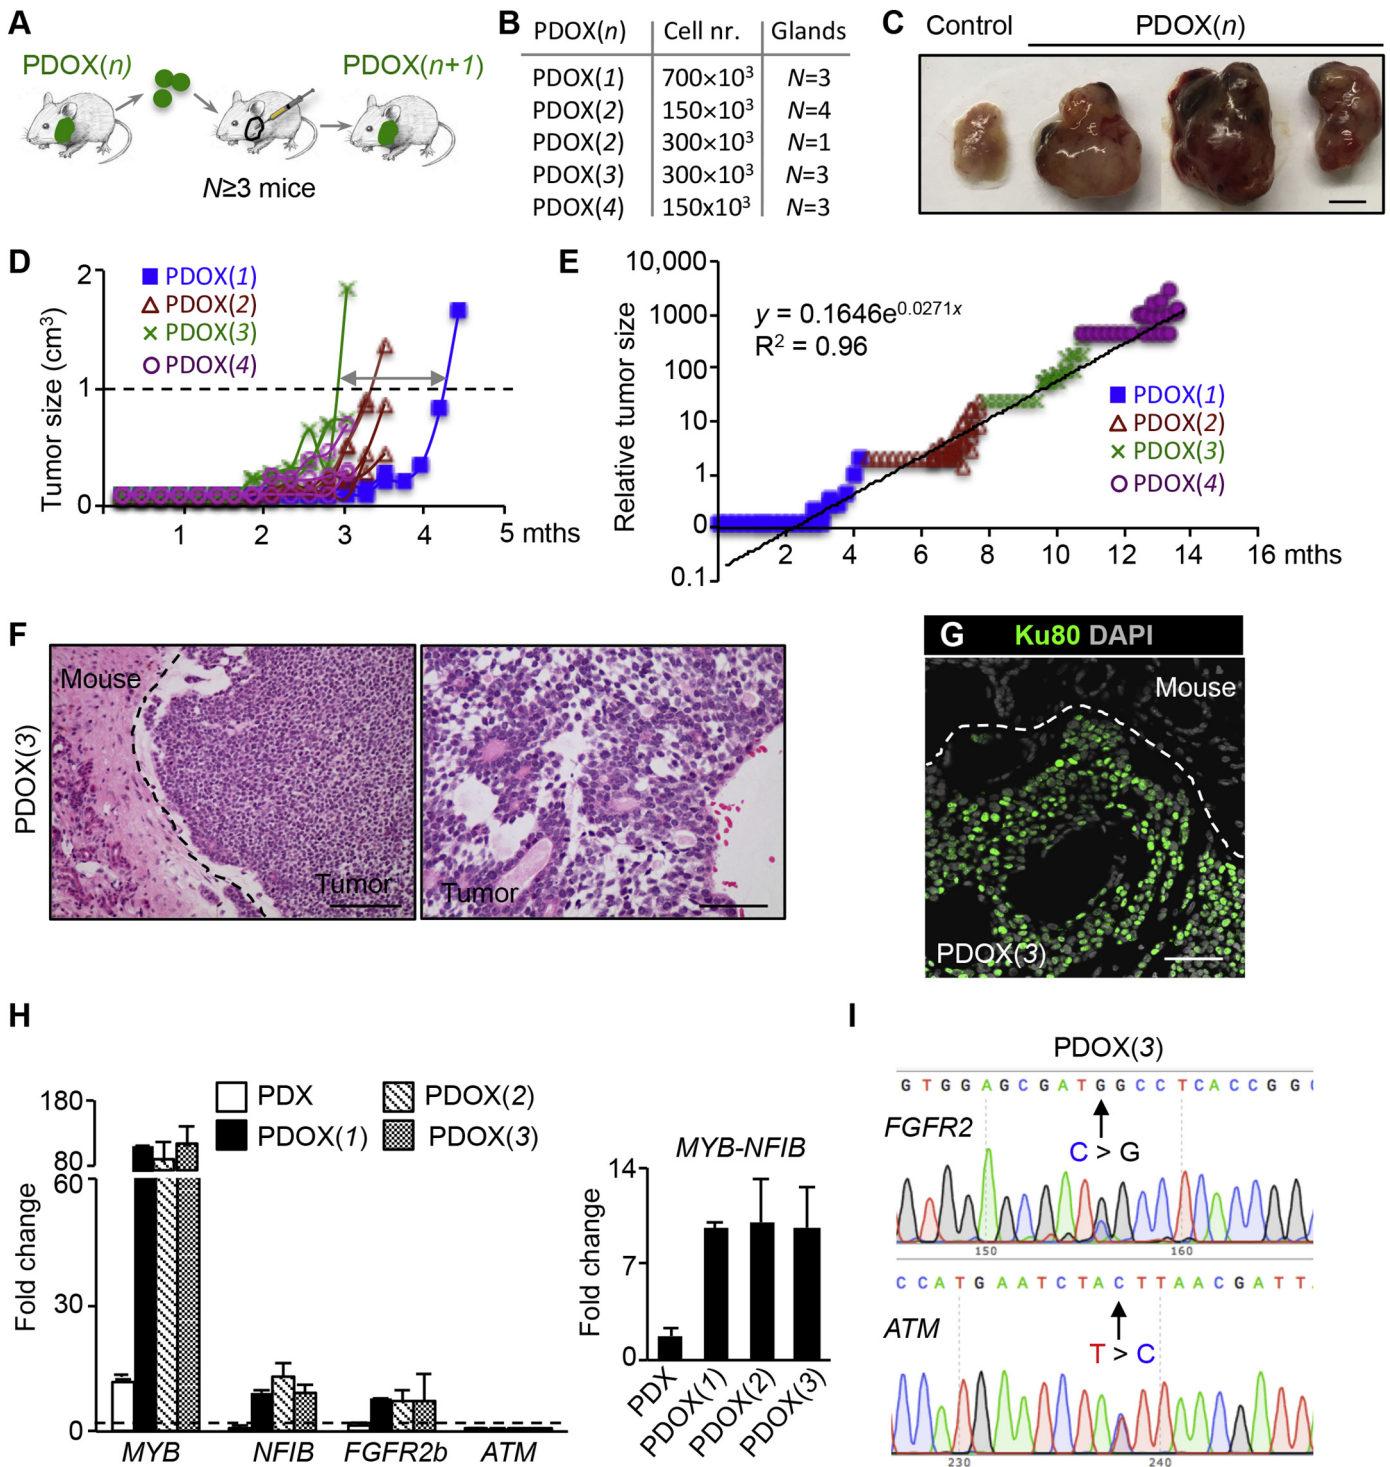 A
PDOX(n)
PDOX(n+1)
N≥3 mice
B
PDOX(n) Cell nr. Glands
PDOX(1) 700×10³ N=3
PDOX(2) 150×10³ N=4
PDOX(2) 300×10³ N=1
PDOX(3) 300×10³ N=3
PDOX(4) 150x10³ N=3
C
Control PDOX(n)
D
Tumor size (cm³)
2
1
0
PDOX(1)
PDOX(2)
PDOX(3)
PDOX(4)
1 2 3 4 5 mths
E
Relative tumor size
10,000
1000
100
10
1
0
0.1
y = 0.1646e^0.0271x
R² = 0.96
PDOX(1)
PDOX(2)
PDOX(3)
PDOX(4)
2 4 6 8 10 12 14 16 mths
F
PDOX(3)
Mouse
Tumor
Tumor
G Ku80 DAPI
Mouse
PDOX(3)
H
Fold change
180
80
60
30
0
PDX
PDOX(1)
PDOX(2)
PDOX(3)
MYB NFIB FGFR2b ATM
MYB-NFIB
Fold change
14
7
0
PDX
PDOX(1)
PDOX(2)
PDOX(3)
I
PDOX(3)
G T G G A G C G A T G G C C T C A C C G G
FGFR2
C > G
150 160
C C A T G A A T C T A C T T A A C G A T T
ATM
T > C
230 240